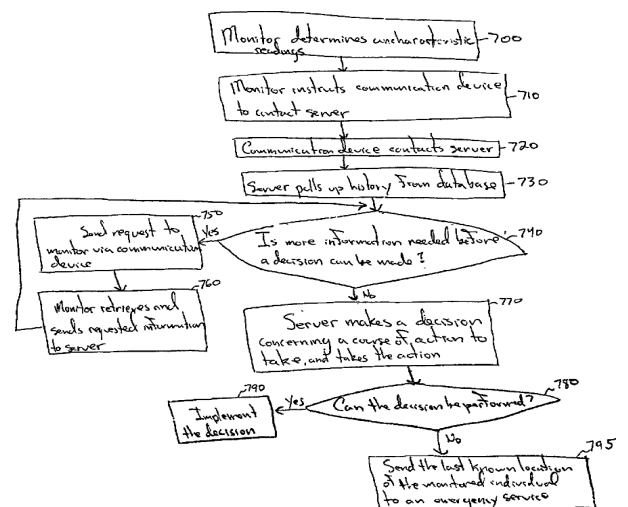 Monitor determines uncharacteristic
readings
700
Monitor instructs communication device
to contact server
710
Communication device contacts server
720
Server pulls up history from database
730
750
Send request to
monitor via communication
device
Yes
740
Is more information needed before
a decision can be made?
760
Monitor retrieves and
sends requested information
to server
No
770
Server makes a decision
concerning a course of action to
take, and takes the action
790
Implement
the decision
Yes
780
Can the decision be performed?
No
795
Send the last known location
of the monitored individual
to an emergency service